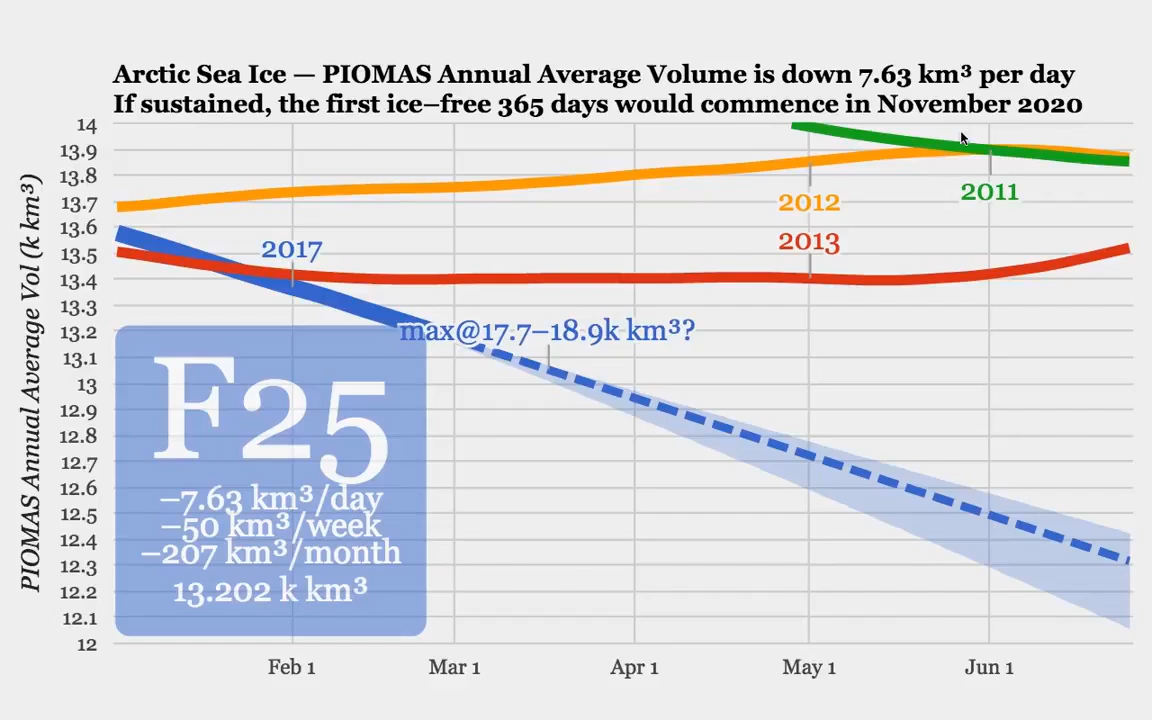 Arctic Sea Ice — PIOMAS Annual Average Volume is down 7.63 km³ per day
If sustained, the first ice–free 365 days would commence in November 2020
PIOMAS Annual Average Vol (k km³)
14
13.9
13.8
13.7
13.6
13.5
13.4
13.3
13.2
13.1
13
12.9
12.8
12.7
12.6
12.5
12.4
12.3
12.2
12.1
12
2012
2011
2013
2017
max@17.7–18.9k km³?
F25
–7.63 km³/day
–50 km³/week
–207 km³/month
13.202 k km³
Feb 1
Mar 1
Apr 1
May 1
Jun 1